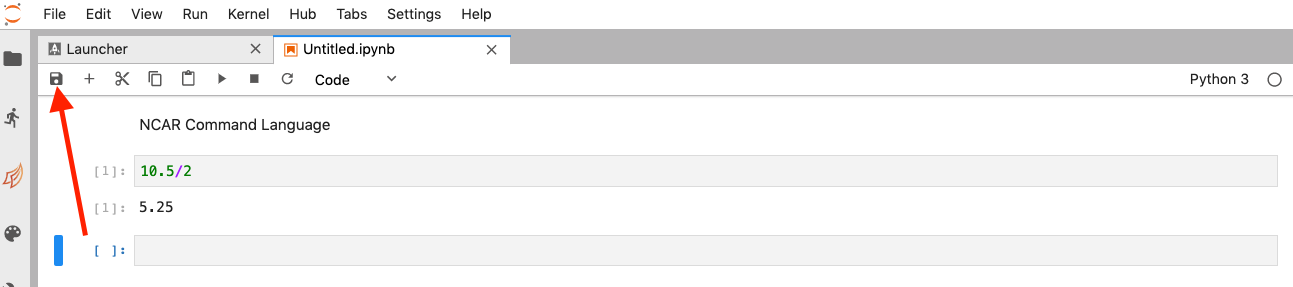 File Edit View Run Kernel Hub Tabs Settings Help
Launcher Untitled.ipynb
Code Python 3
NCAR Command Language
[1]: 10.5/2
[1]: 5.25
[ ]: